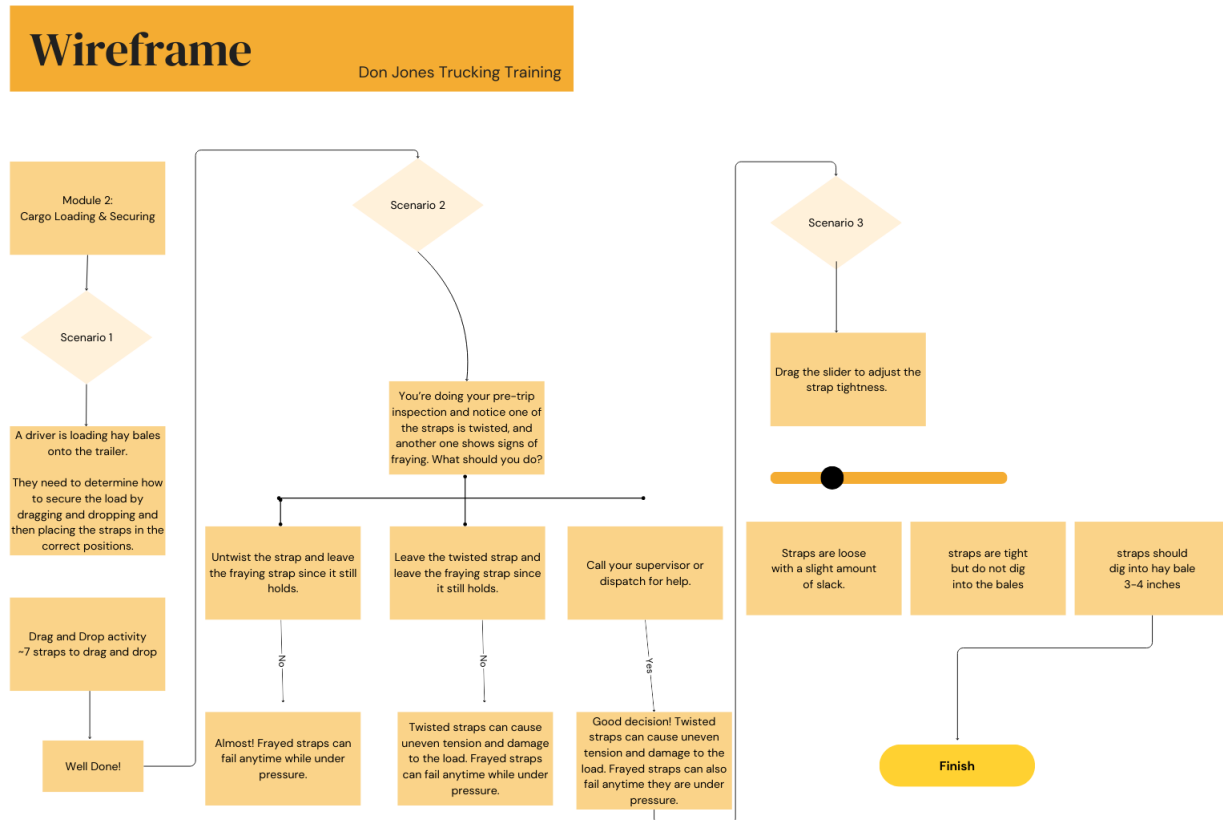 Wireframe
Don Jones Trucking Training
Module 2:
Cargo Loading & Securing
Scenario 1
A driver is loading hay bales
onto the trailer.
They need to determine how
to secure the load by
dragging and dropping and
then placing the straps in the
correct positions.
Drag and Drop activity
~7 straps to drag and drop
Well Done!
Scenario 2
You're doing your pre-trip
inspection and notice one of
the straps is twisted, and
another one shows signs of
fraying. What should you do?
Untwist the strap and leave
the fraying strap since it still
holds.
Leave the twisted strap and
leave the fraying strap since
it still holds.
Call your supervisor or
dispatch for help.
No
No
Yes
Almost! Frayed straps can
fail anytime while under
pressure.
Twisted straps can cause
uneven tension and damage
to the load. Frayed straps
can fail anytime while under
pressure.
Good decision! Twisted
straps can cause uneven
tension and damage to the
load. Frayed straps can also
fail anytime they are under
pressure.
Scenario 3
Drag the slider to adjust the
strap tightness.
Straps are loose
with a slight amount
of slack.
straps are tight
but do not dig
into the bales
straps should
dig into hay bale
3-4 inches
Finish